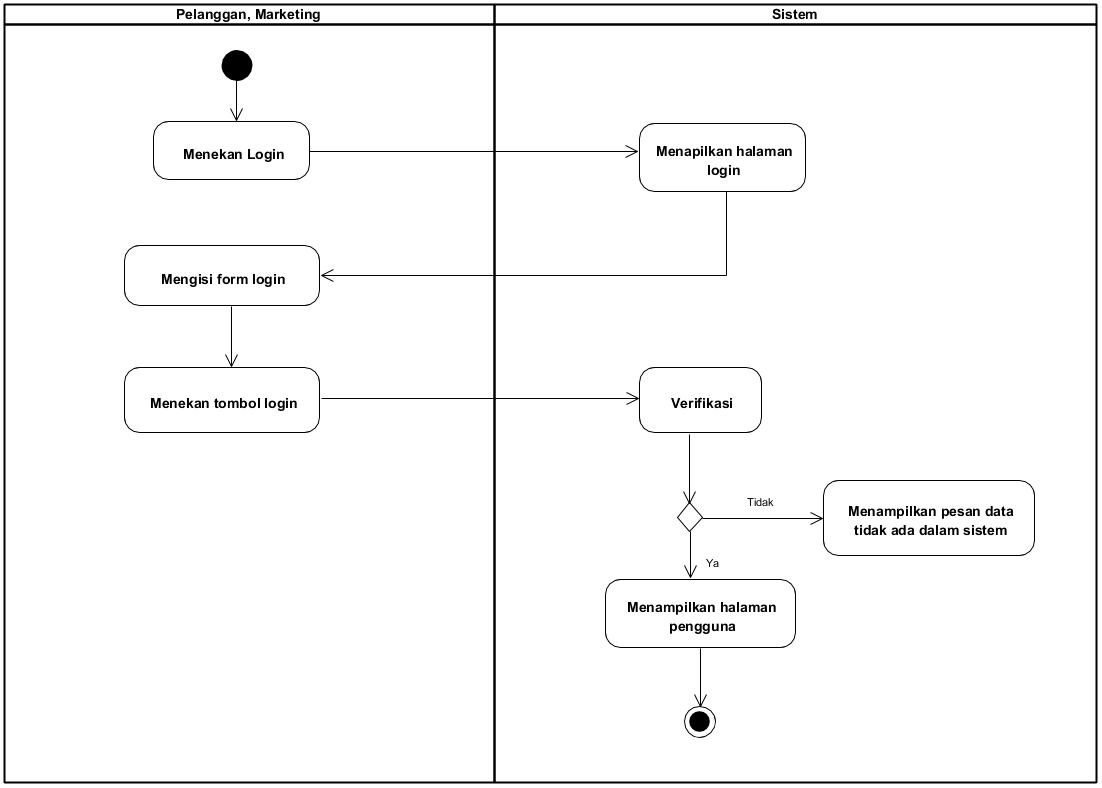 Pelanggan, Marketing
Sistem
Menekan Login
Menapilkan halaman
login
Mengisi form login
Menekan tombol login
Verifikasi
Tidak
Menampilkan pesan data
tidak ada dalam sistem
Ya
Menampilkan halaman
pengguna